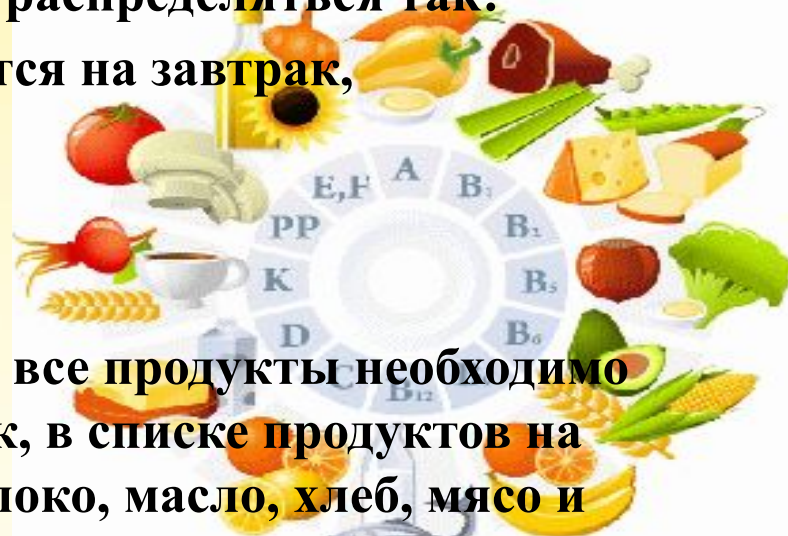 распределяться так:
тся на завтрак,
A
E,F
B₁
PP
B₂
K
B₅
D
B₆
все продукты необходимо
C
B₁₂
к, в списке продуктов на
локо, масло, хлеб, мясо и